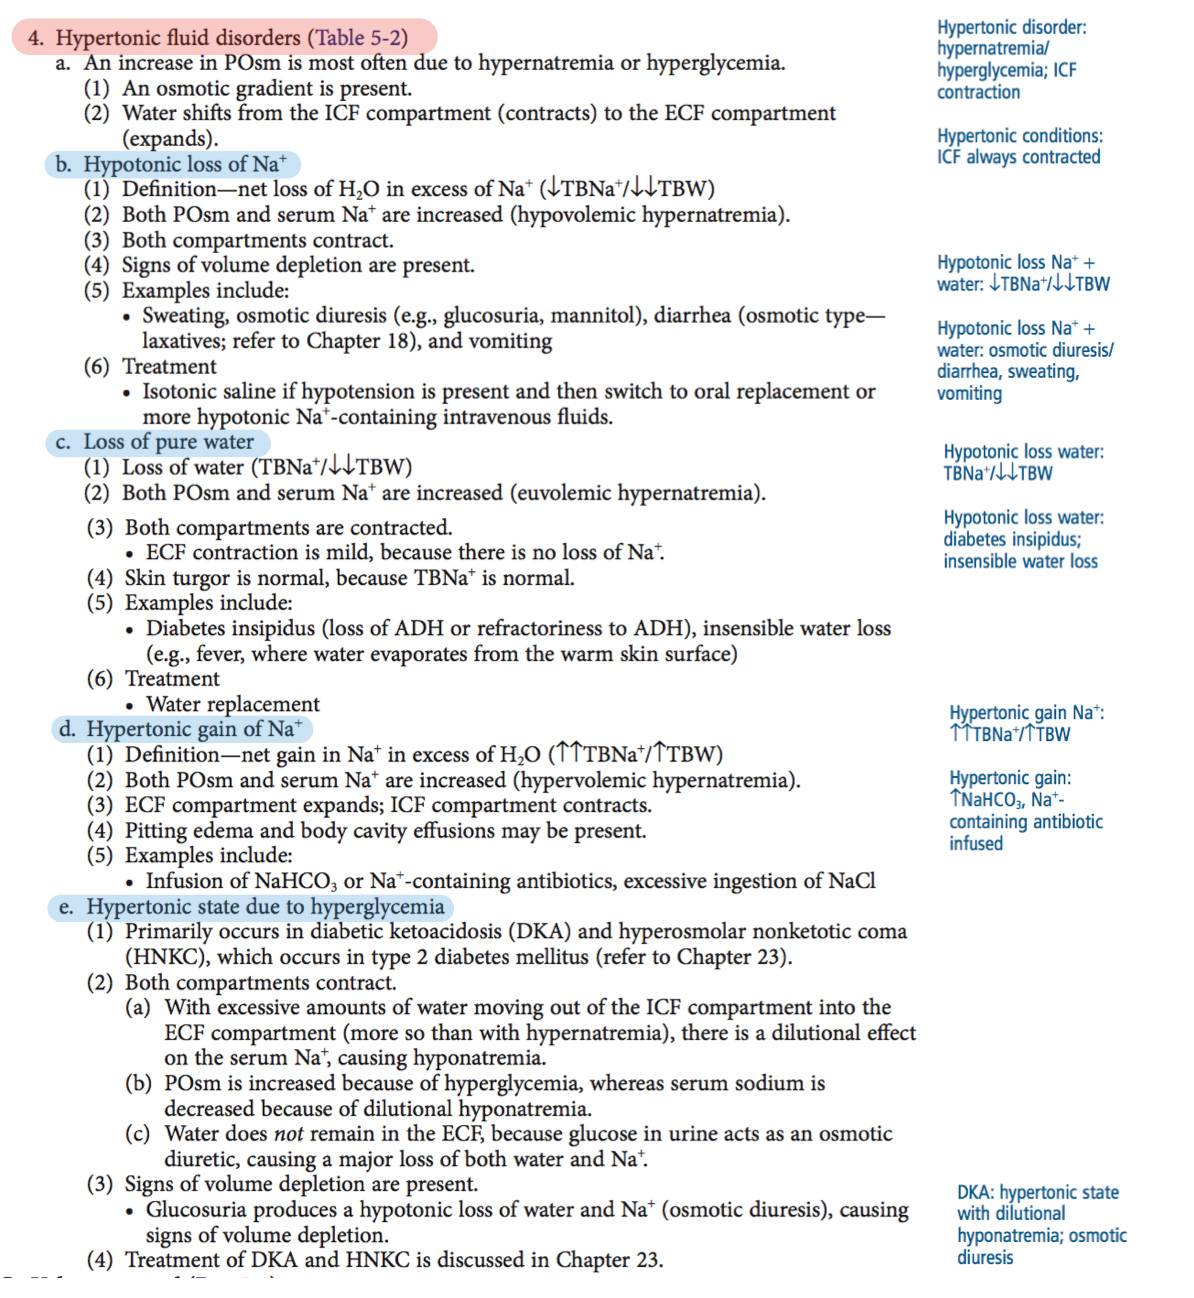 4. Hypertonic fluid disorders (Table 5-2)
a. An increase in POsm is most often due to hypernatremia or hyperglycemia.
(1) An osmotic gradient is present.
(2) Water shifts from the ICF compartment (contracts) to the ECF compartment
(expands).
b. Hypotonic loss of Na⁺
(1) Definition—net loss of H₂O in excess of Na⁺ (↓TBNa⁺/↓↓TBW)
(2) Both POsm and serum Na⁺ are increased (hypovolemic hypernatremia).
(3) Both compartments contract.
(4) Signs of volume depletion are present.
(5) Examples include:
• Sweating, osmotic diuresis (e.g., glucosuria, mannitol), diarrhea (osmotic type—
laxatives; refer to Chapter 18), and vomiting
(6) Treatment
• Isotonic saline if hypotension is present and then switch to oral replacement or
more hypotonic Na⁺-containing intravenous fluids.
c. Loss of pure water
(1) Loss of water (TBNa⁺/↓↓TBW)
(2) Both POsm and serum Na⁺ are increased (euvolemic hypernatremia).
(3) Both compartments are contracted.
• ECF contraction is mild, because there is no loss of Na⁺.
(4) Skin turgor is normal, because TBNa⁺ is normal.
(5) Examples include:
• Diabetes insipidus (loss of ADH or refractoriness to ADH), insensible water loss
(e.g., fever, where water evaporates from the warm skin surface)
(6) Treatment
• Water replacement
d. Hypertonic gain of Na⁺
(1) Definition—net gain in Na⁺ in excess of H₂O (↑↑TBNa⁺/↑TBW)
(2) Both POsm and serum Na⁺ are increased (hypervolemic hypernatremia).
(3) ECF compartment expands; ICF compartment contracts.
(4) Pitting edema and body cavity effusions may be present.
(5) Examples include:
• Infusion of NaHCO₃ or Na⁺-containing antibiotics, excessive ingestion of NaCl
e. Hypertonic state due to hyperglycemia
(1) Primarily occurs in diabetic ketoacidosis (DKA) and hyperosmolar nonketotic coma
(HNKC), which occurs in type 2 diabetes mellitus (refer to Chapter 23).
(2) Both compartments contract.
(a) With excessive amounts of water moving out of the ICF compartment into the
ECF compartment (more so than with hypernatremia), there is a dilutional effect
on the serum Na⁺, causing hyponatremia.
(b) POsm is increased because of hyperglycemia, whereas serum sodium is
decreased because of dilutional hyponatremia.
(c) Water does not remain in the ECF, because glucose in urine acts as an osmotic
diuretic, causing a major loss of both water and Na⁺.
(3) Signs of volume depletion are present.
• Glucosuria produces a hypotonic loss of water and Na⁺ (osmotic diuresis), causing
signs of volume depletion.
(4) Treatment of DKA and HNKC is discussed in Chapter 23.
Hypertonic disorder:
hypernatremia/
hyperglycemia; ICF
contraction
Hypertonic conditions:
ICF always contracted
Hypotonic loss Na⁺ +
water: ↓TBNa⁺/↓↓TBW
Hypotonic loss Na⁺ +
water: osmotic diuresis/
diarrhea, sweating,
vomiting
Hypotonic loss water:
TBNa⁺/↓↓TBW
Hypotonic loss water:
diabetes insipidus;
insensible water loss
Hypertonic gain Na⁺:
↑↑TBNa⁺/↑TBW
Hypertonic gain:
↑NaHCO₃, Na⁺-
containing antibiotic
infused
DKA: hypertonic state
with dilutional
hyponatremia; osmotic
diuresis